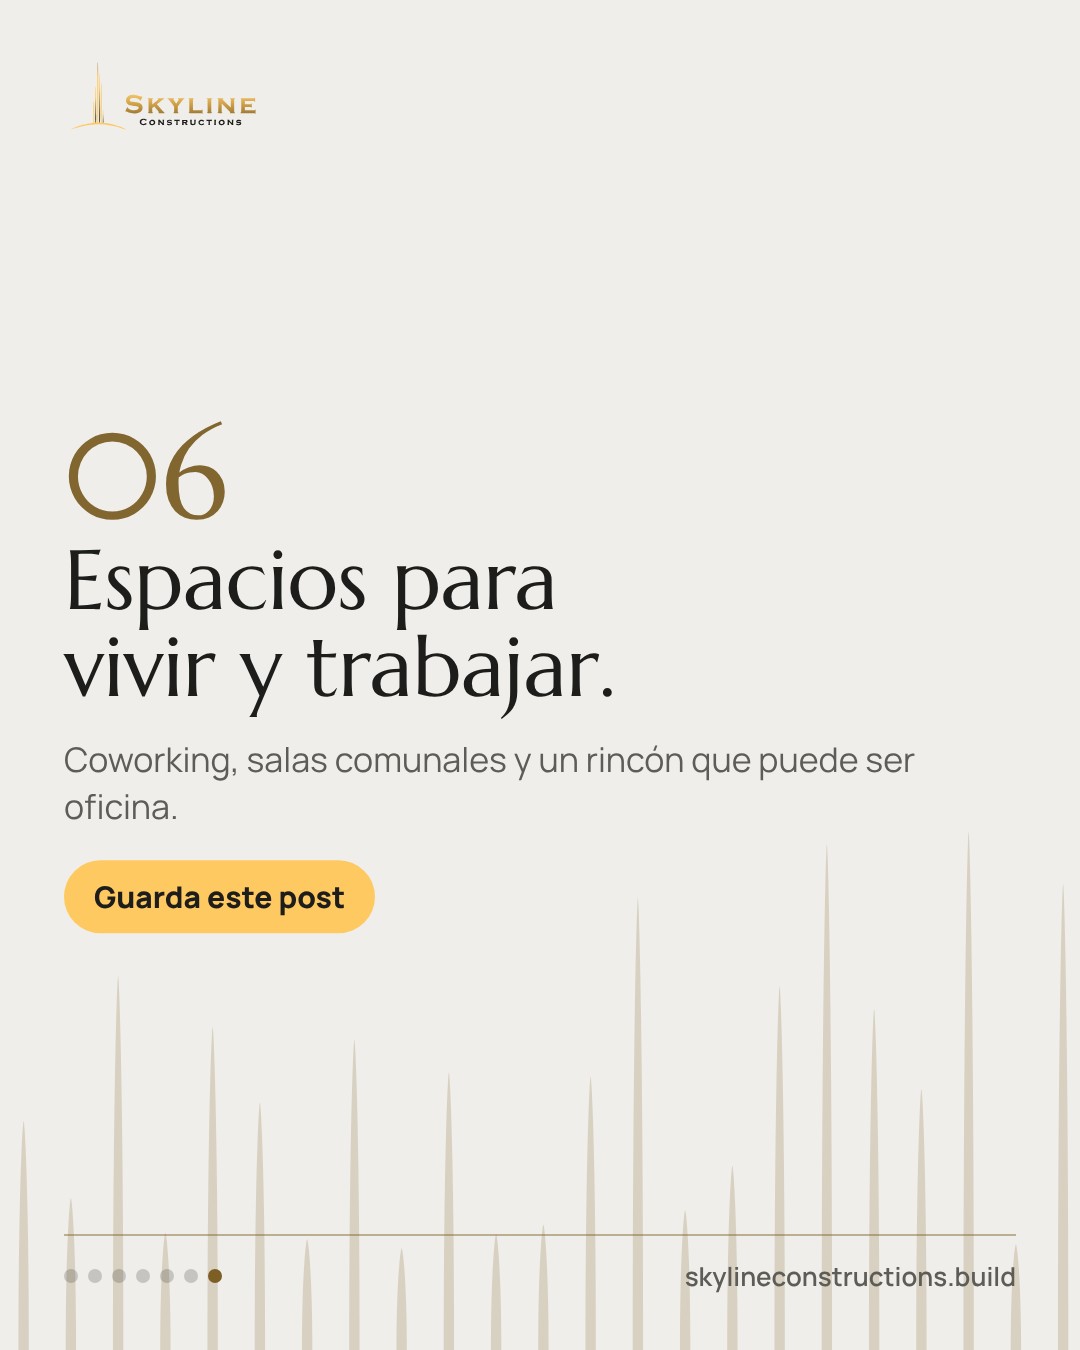 SKYLINE
CONSTRUCTIONS
06
Espacios para
vivir y trabajar.
Coworking, salas comunales y un rincón que puede ser
oficina.
Guarda este post
skylineconstructions.build